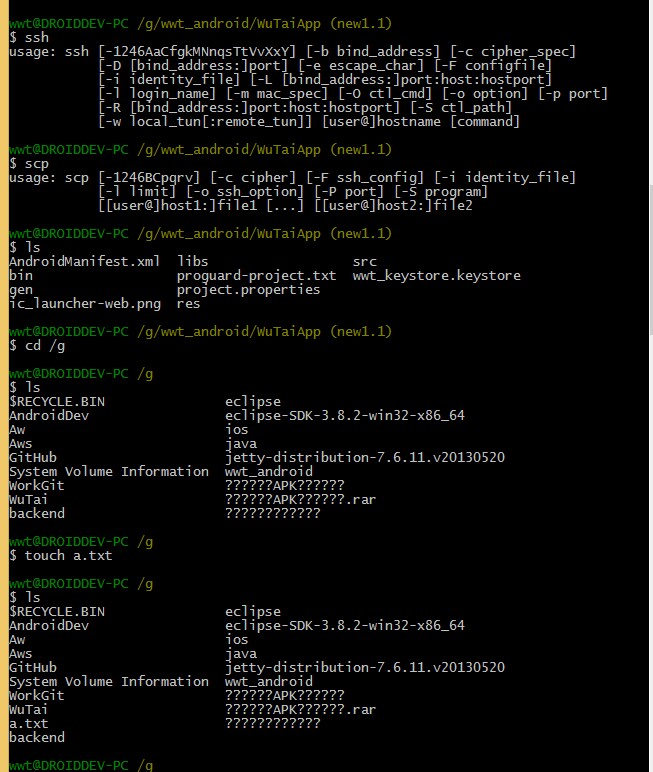 wwt@DROIDDEV-PC /g/wwt_android/WuTaiApp (new1.1)
$ ssh
usage: ssh [-1246AaCfgkMNnqsTtVvXxY] [-b bind_address] [-c cipher_spec]
           [-D [bind_address:]port] [-e escape_char] [-F configfile]
           [-i identity_file] [-L [bind_address:]port:host:hostport]
           [-l login_name] [-m mac_spec] [-O ctl_cmd] [-o option] [-p port]
           [-R [bind_address:]port:host:hostport] [-S ctl_path]
           [-w local_tun[:remote_tun]] [user@]hostname [command]
wwt@DROIDDEV-PC /g/wwt_android/WuTaiApp (new1.1)
$ scp
usage: scp [-1246BCpqrv] [-c cipher] [-F ssh_config] [-i identity_file]
           [-l limit] [-o ssh_option] [-P port] [-S program]
           [[user@]host1:]file1 [...] [[user@]host2:]file2
wwt@DROIDDEV-PC /g/wwt_android/WuTaiApp (new1.1)
$ ls
AndroidManifest.xml  libs                  src
bin                  proguard-project.txt  wwt_keystore.keystore
gen                  project.properties
ic_launcher-web.png  res
wwt@DROIDDEV-PC /g/wwt_android/WuTaiApp (new1.1)
$ cd /g
wwt@DROIDDEV-PC /g
$ ls
$RECYCLE.BIN               eclipse
AndroidDev                 eclipse-SDK-3.8.2-win32-x86_64
Aw                         ios
Aws                        java
GitHub                     jetty-distribution-7.6.11.v20130520
System Volume Information  wwt_android
WorkGit                    ??????APK??????
WuTai                      ??????APK??????.rar
backend                    ????????????
wwt@DROIDDEV-PC /g
$ touch a.txt
wwt@DROIDDEV-PC /g
$ ls
$RECYCLE.BIN               eclipse
AndroidDev                 eclipse-SDK-3.8.2-win32-x86_64
Aw                         ios
Aws                        java
GitHub                     jetty-distribution-7.6.11.v20130520
System Volume Information  wwt_android
WorkGit                    ??????APK??????
WuTai                      ??????APK??????.rar
a.txt                      ????????????
backend
wwt@DROIDDEV-PC /g